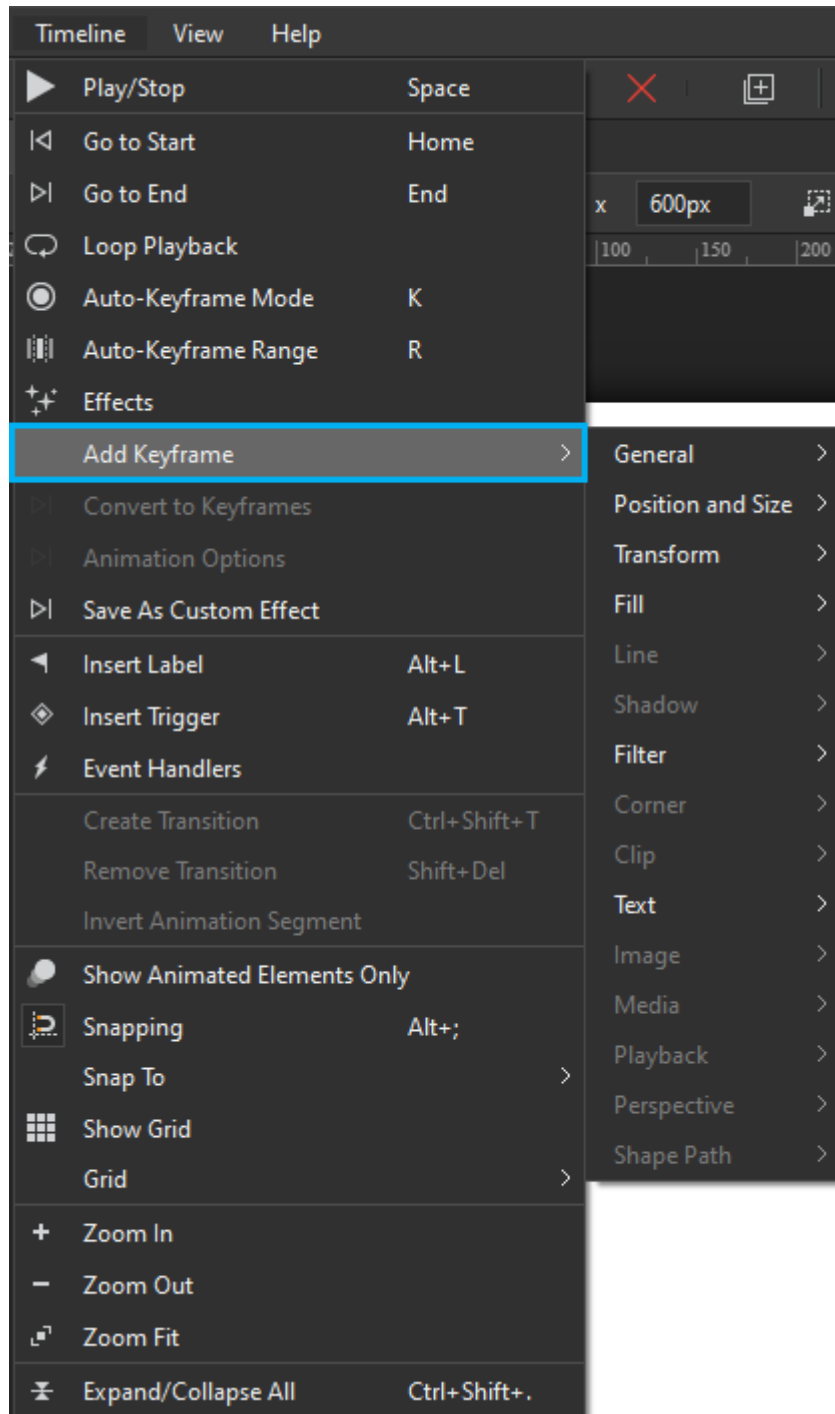 Timeline View Help
Play/Stop Space
Go to Start Home
Go to End End
x 600px
Loop Playback
100 150 200
Auto-Keyframe Mode K
Auto-Keyframe Range R
Effects
Add Keyframe
Convert to Keyframes
Animation Options
Save As Custom Effect
Insert Label Alt+L
Insert Trigger Alt+T
Event Handlers
Create Transition Ctrl+Shift+T
Remove Transition Shift+Del
Invert Animation Segment
Show Animated Elements Only
Snapping Alt+;
Snap To
Show Grid
Grid
Zoom In
Zoom Out
Zoom Fit
Expand/Collapse All Ctrl+Shift+.
General
Position and Size
Transform
Fill
Line
Shadow
Filter
Corner
Clip
Text
Image
Media
Playback
Perspective
Shape Path